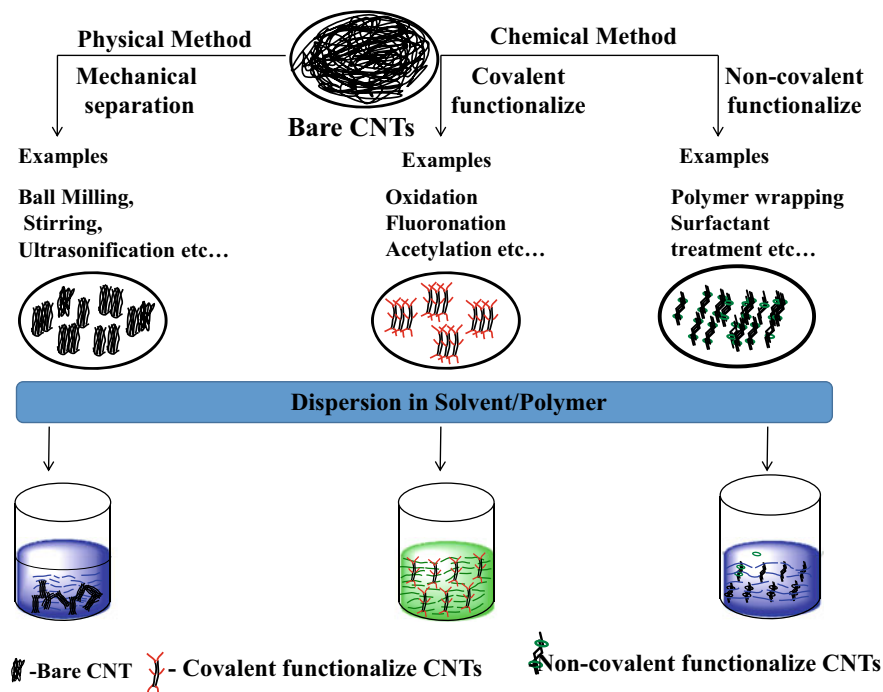 Physical Method
Mechanical
separation
Bare CNTs
Chemical Method
Covalent
functionalize
Non-covalent
functionalize
Examples
Ball Milling,
Stirring,
Ultrasonification etc…
Examples
Oxidation
Fluoronation
Acetylation etc…
Examples
Polymer wrapping
Surfactant
treatment etc…
Dispersion in Solvent/Polymer
-Bare CNT
- Covalent functionalize CNTs
Non-covalent functionalize CNTs